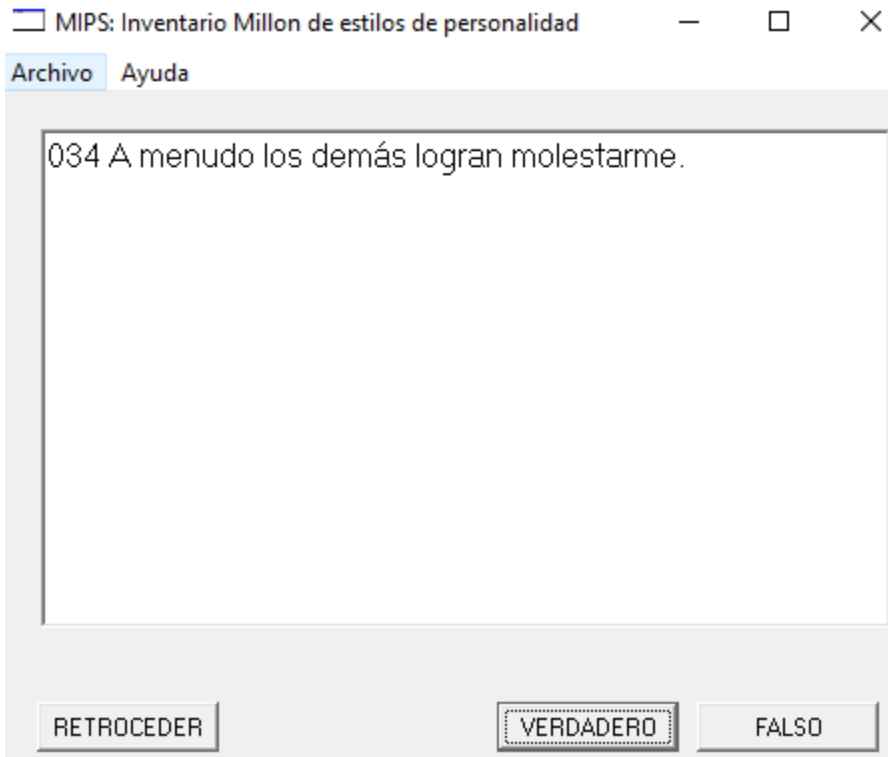 MIPS: Inventario Millon de estilos de personalidad
Archivo Ayuda
034 A menudo los demás logran molestarme.
RETROCEDER VERDADERO FALSO